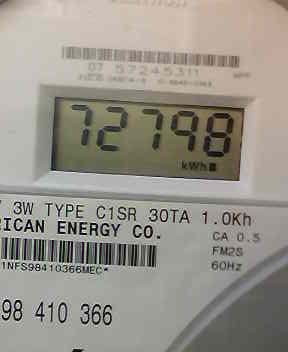 07 57245311
72798
kWh
3W TYPE C1SR 30TA 1.0Kh
RICAN ENERGY CO.
CA 0.5
FM2S
60Hz
1NFS98410366MEC*
98 410 366